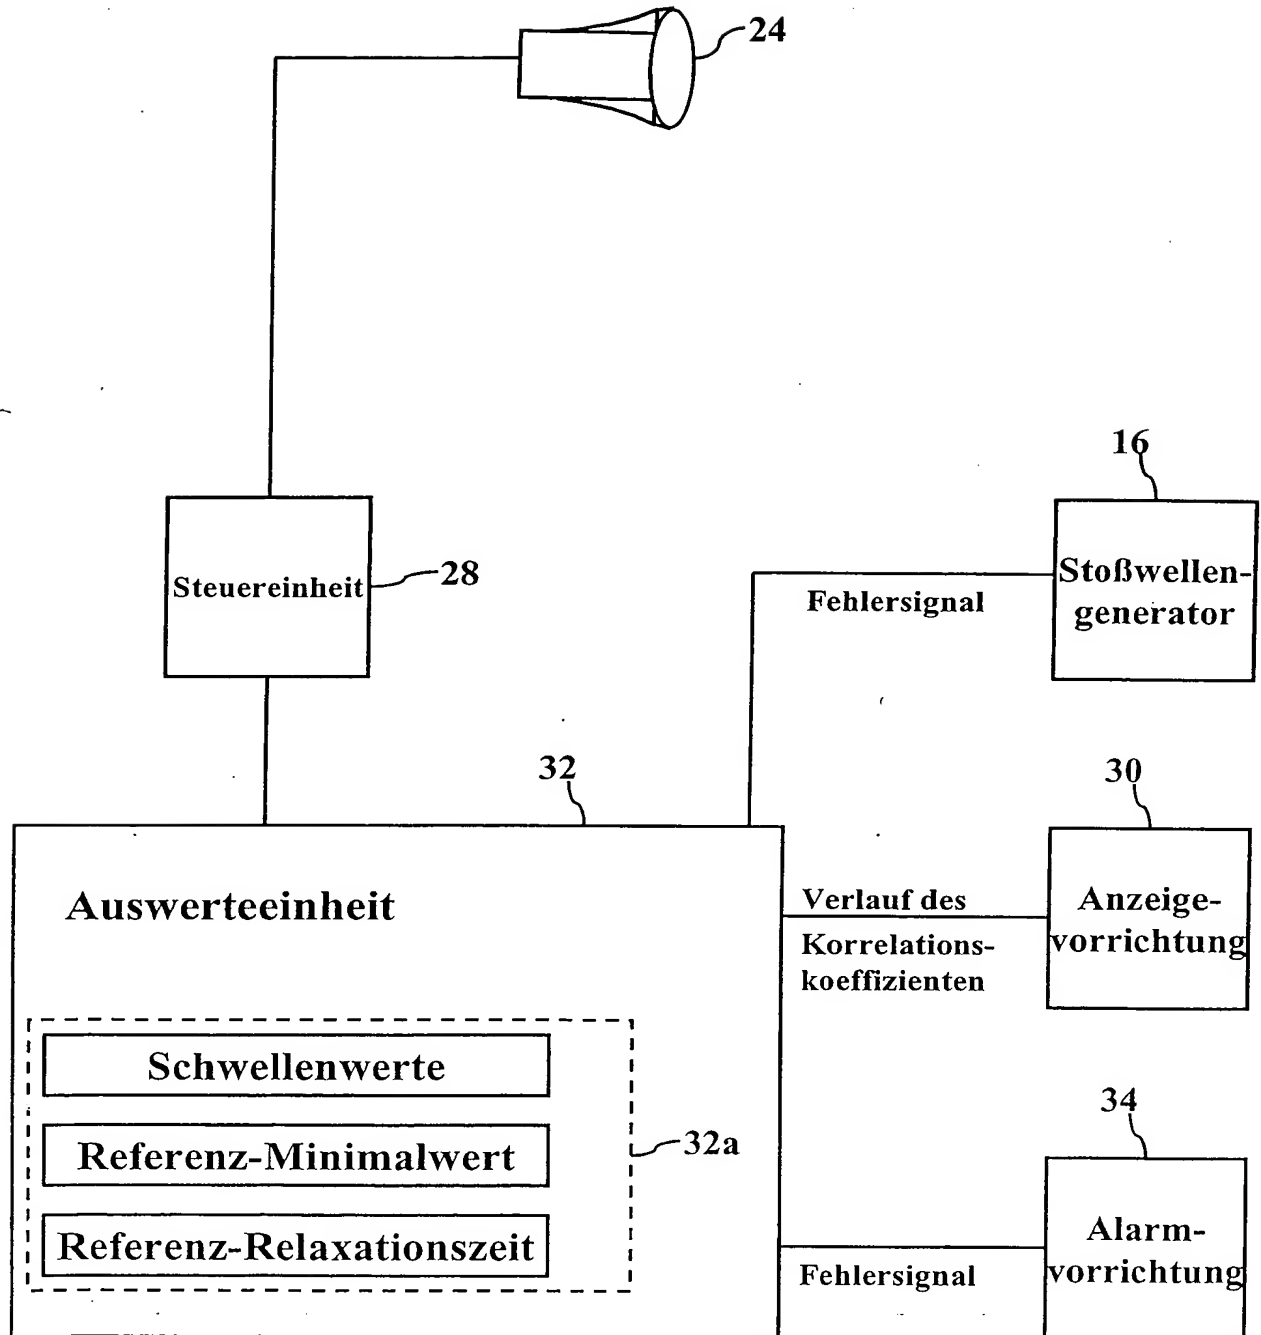 24
16
Steuereinheit
28
Stoßwellen-
generator
Fehlersignal
32
30
Auswerteeinheit
Verlauf des
Korrelations-
koeffizienten
Anzeige-
vorrichtung
Schwellenwerte
Referenz-Minimalwert
32a
Referenz-Relaxationszeit
34
Alarm-
vorrichtung
Fehlersignal